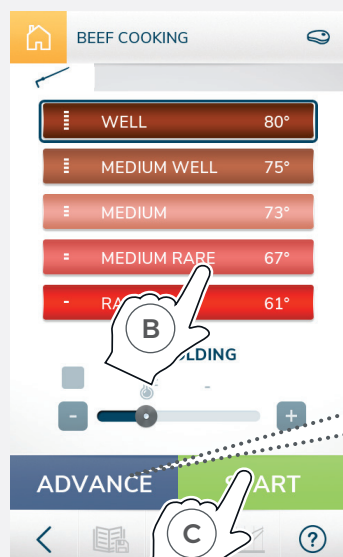 BEEF COOKING
WELL 80°
MEDIUM WELL 75°
MEDIUM 73°
MEDIUM RARE 67°
61°
B
-
- +
ADVANCE
C
?